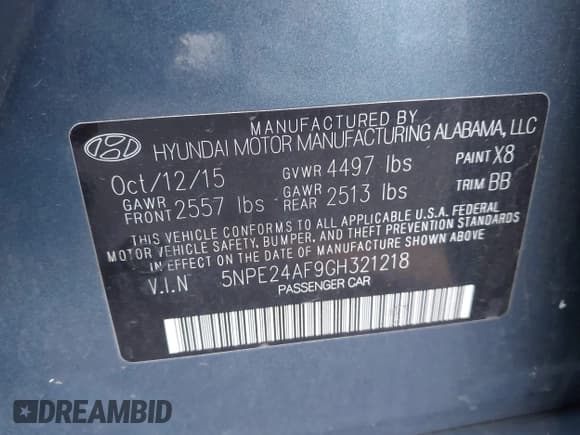 MANUFACTURED BY
HYUNDAI MOTOR MANUFACTURING ALABAMA, LLC
Oct/12/15 GVWR 4497 lbs PAINT X8
GAWR FRONT 2557 lbs GAWR REAR 2513 lbs TRIM BB
THIS VEHICLE CONFORMS TO ALL APPLICABLE U.S.A. FEDERAL
MOTOR VEHICLE SAFETY, BUMPER, AND THEFT PREVENTION STANDARDS
IN EFFECT ON THE DATE OF MANUFACTURE SHOWN ABOVE
V.I.N 5NPE24AF9GH321218
PASSENGER CAR
DREAMBID